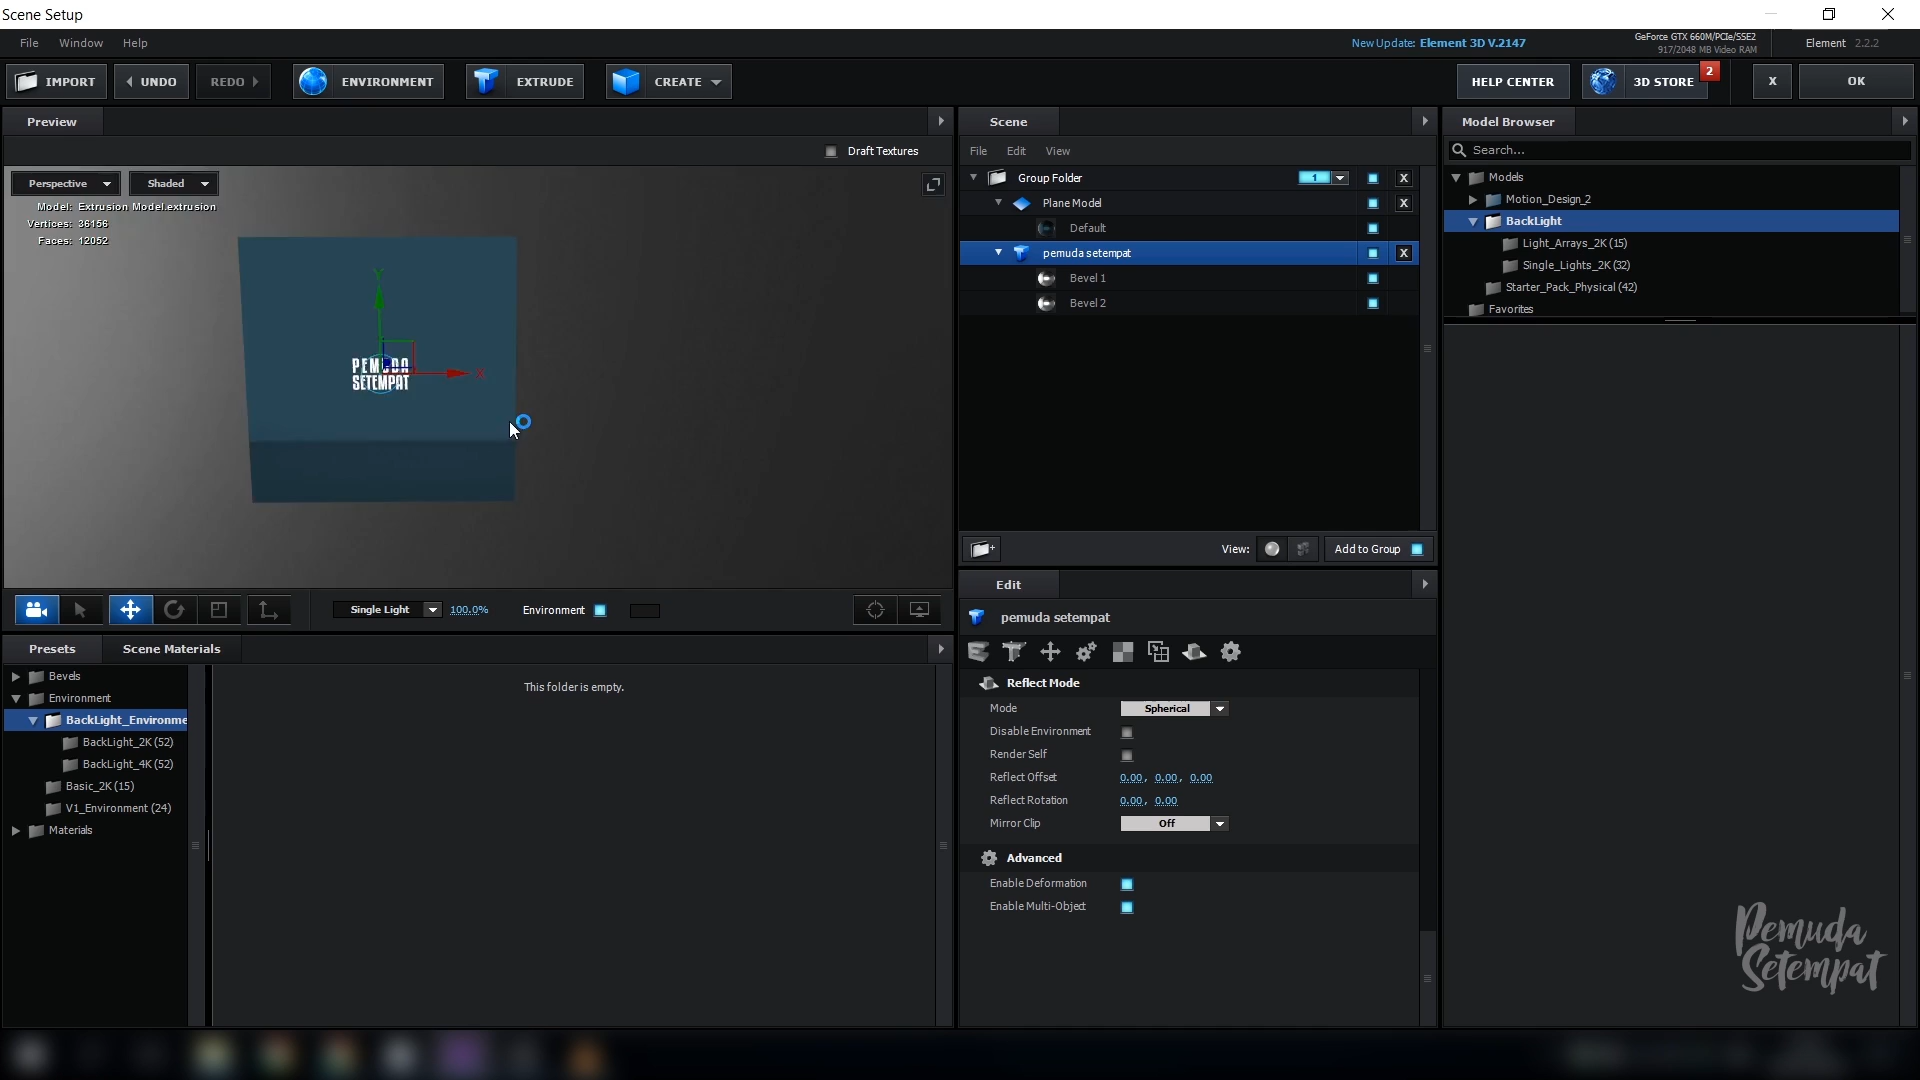 Scene Setup
File Window Help
New Update: Element 3D V.2147
GeForce GTX 660M/PCIe/SSE2
917/2048 MB Video RAM
Element 2.2.2
IMPORT UNDO REDO ENVIRONMENT EXTRUDE CREATE HELP CENTER 3D STORE 2 X OK
Preview
Draft Textures
Perspective Shaded
Model: Extrusion Model.extrusion
Vertices: 36156
Faces: 12052
Y
X
PEMUDA
SETEMPAT
Single Light 100.0% Environment
Presets Scene Materials
Bevels
Environment
BackLight_Environme
BackLight_2K (52)
BackLight_4K (52)
Basic_2K (15)
V1_Environment (24)
Materials
This folder is empty.
Scene
File Edit View
Group Folder 1 X
Plane Model X
Default
pemuda setempat X
Bevel 1
Bevel 2
View: Add to Group
Edit
pemuda setempat
Reflect Mode
Mode Spherical
Disable Environment
Render Self
Reflect Offset 0.00, 0.00, 0.00
Reflect Rotation 0.00, 0.00
Mirror Clip Off
Advanced
Enable Deformation
Enable Multi-Object
Model Browser
Search...
Models
Motion_Design_2
BackLight
Light_Arrays_2K (15)
Single_Lights_2K (32)
Starter_Pack_Physical (42)
Favorites
Pemuda
Setempat